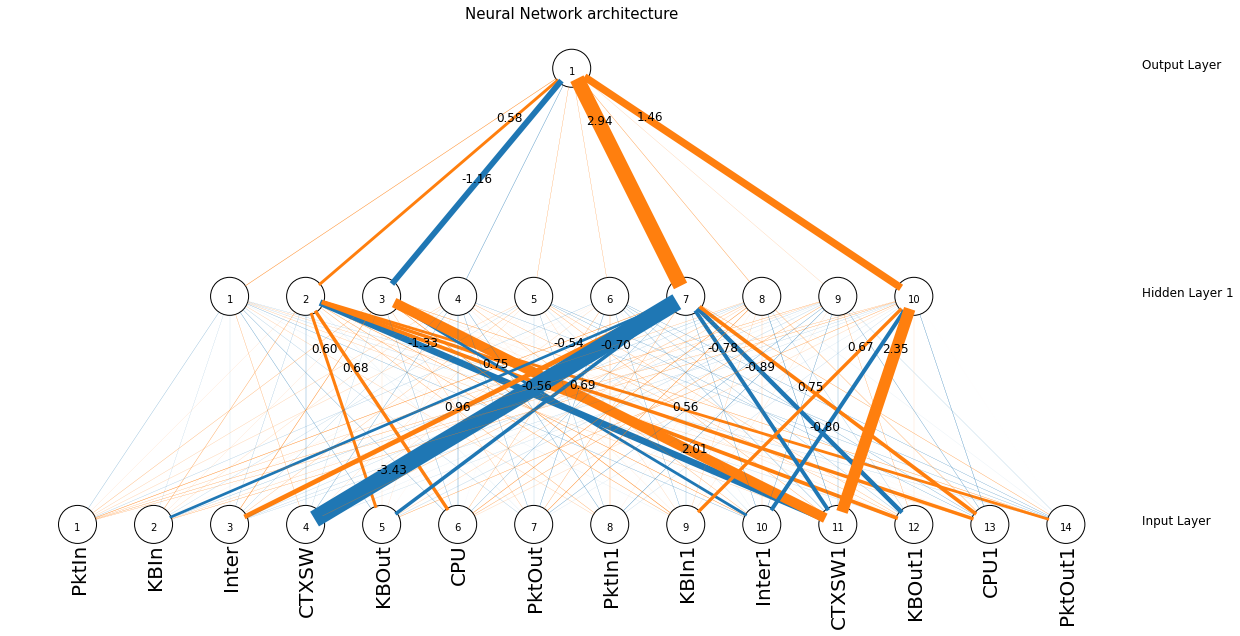 Neural Network architecture
1
Output Layer
0.58
2.94
1.46
-1.16
1
2
3
4
5
6
7
8
9
10
Hidden Layer 1
0.60
-1.33
-0.54
-0.70
-0.78
0.67
2.35
0.68
0.75
-0.89
-0.56
0.69
0.75
0.96
0.56
-0.80
2.01
-3.43
1
2
3
4
5
6
7
8
9
10
11
12
13
14
Input Layer
PktIn
KBIn
Inter
CTXSW
KBOut
CPU
PktOut
PktIn1
KBIn1
Inter1
CTXSW1
KBOut1
CPU1
PktOut1